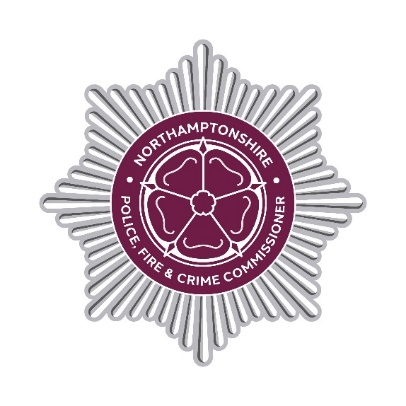 NORTHAMPTONSHIRE
POLICE, FIRE & CRIME COMMISSIONER